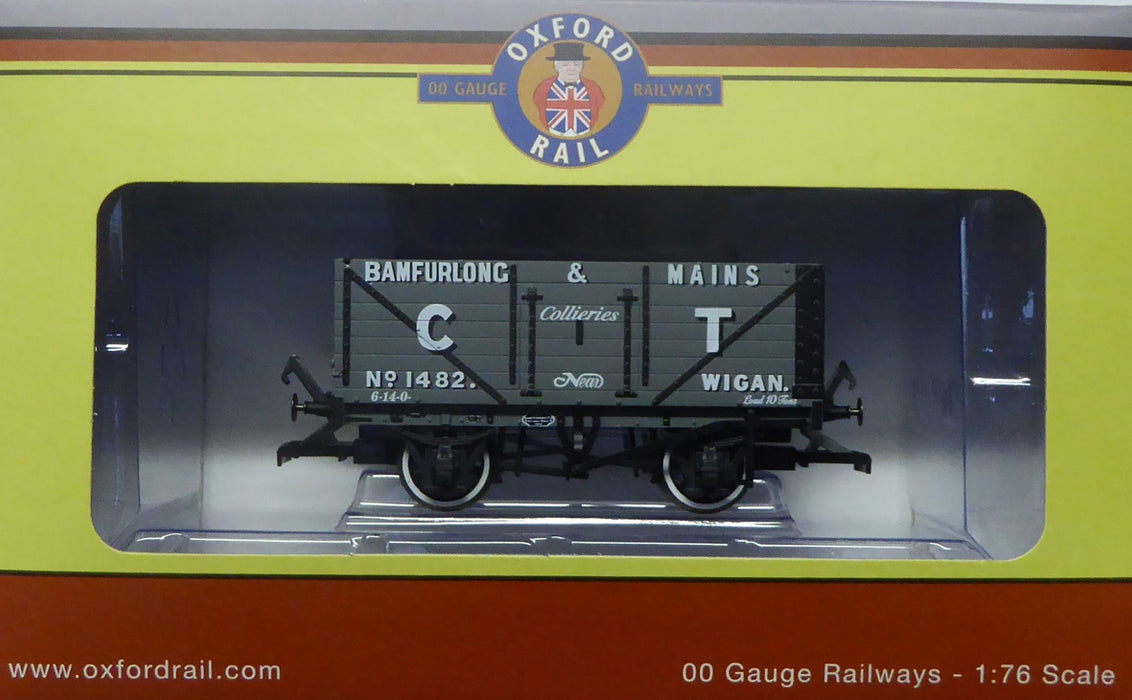 OXFORD
00 GAUGE RAILWAYS
RAIL
BAMFURLONG & MAINS
C Collieries T
Nº 1482. Near WIGAN.
6-14-0- Load 10 Tons
www.oxfordrail.com
00 Gauge Railways - 1:76 Scale